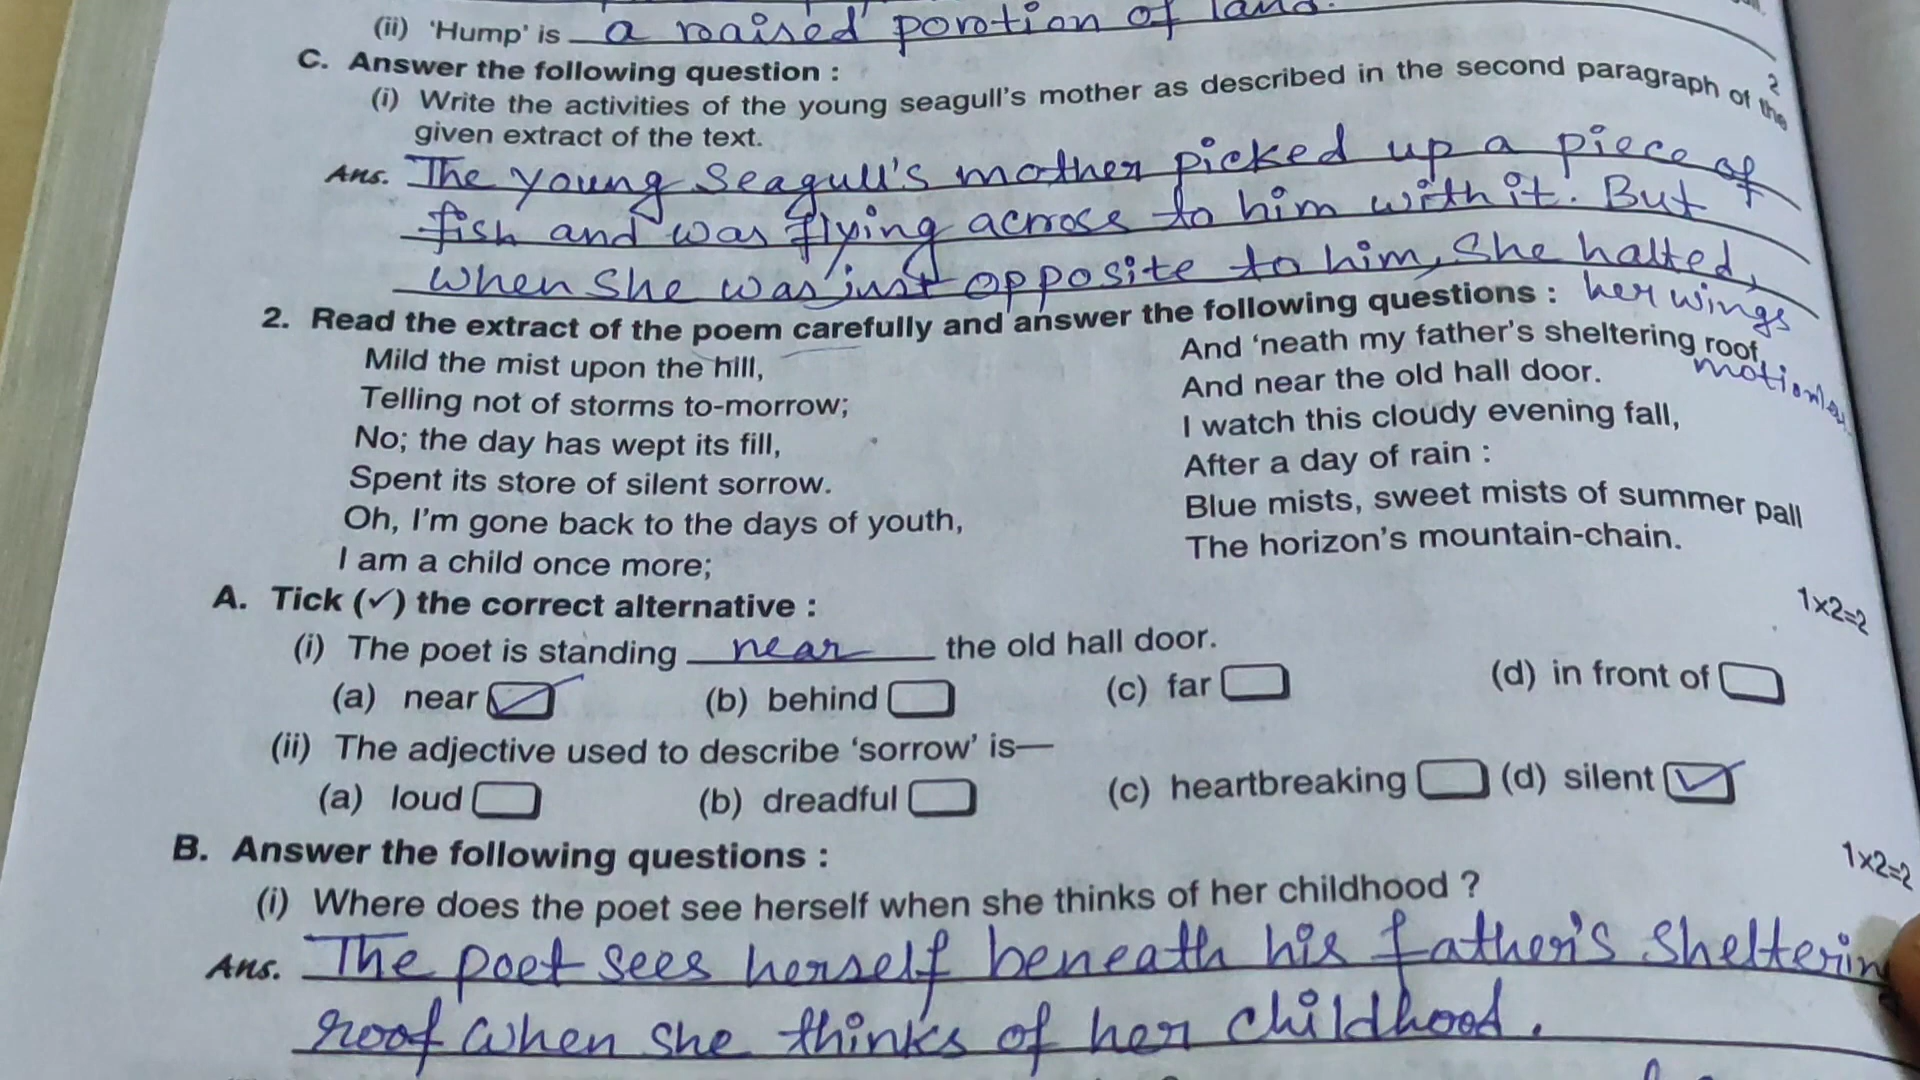 (ii) 'Hump' is a raised portion of land.
C. Answer the following question : 2
(i) Write the activities of the young seagull's mother as described in the second paragraph of the
given extract of the text.
Ans. The young Seagull's mother picked up a piece of
fish and was flying across to him with it. But
when she was just opposite to him, She halted,
her wings
motionless
2. Read the extract of the poem carefully and answer the following questions :
Mild the mist upon the hill,
Telling not of storms to-morrow;
No; the day has wept its fill,
Spent its store of silent sorrow.
Oh, I'm gone back to the days of youth,
I am a child once more;
And 'neath my father's sheltering roof,
And near the old hall door.
I watch this cloudy evening fall,
After a day of rain :
Blue mists, sweet mists of summer pall
The horizon's mountain-chain.
A. Tick (✓) the correct alternative : 1×2=2
(i) The poet is standing near the old hall door.
(a) near ✓ (b) behind (c) far (d) in front of
(ii) The adjective used to describe 'sorrow' is—
(a) loud (b) dreadful (c) heartbreaking (d) silent ✓
B. Answer the following questions : 1×2=2
(i) Where does the poet see herself when she thinks of her childhood ?
Ans. The poet sees herself beneath his father's shelterin
roof when she thinks of her childhood.